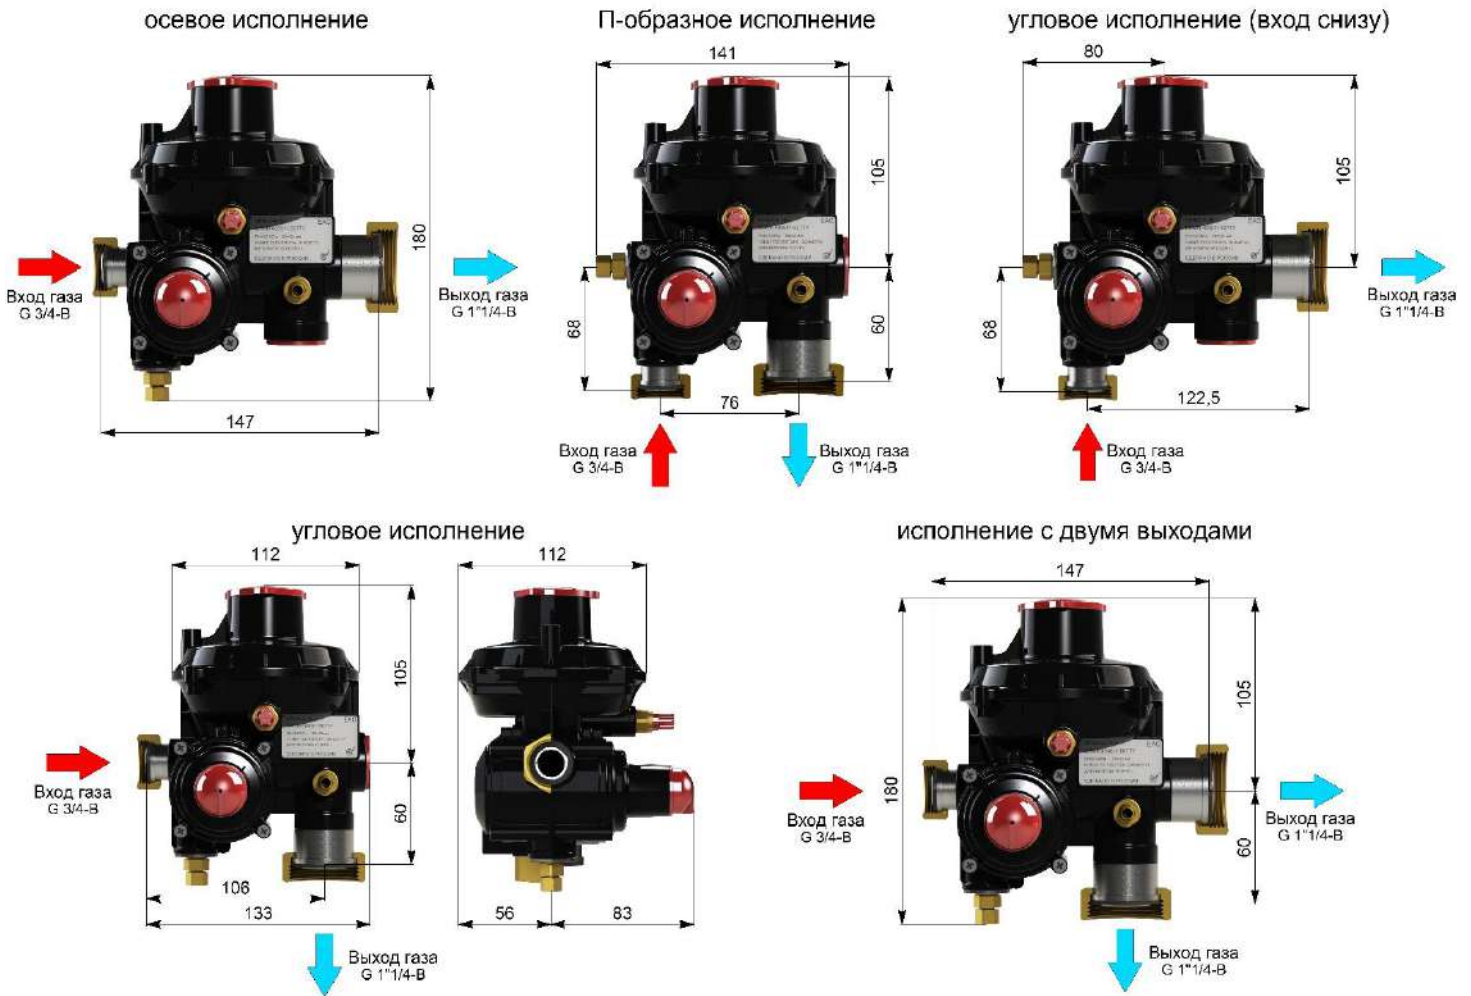 осевое исполнение
180
Вход газа
G 3/4-B
Выход газа
G 1"1/4-B
147
П-образное исполнение
141
105
68
60
76
Вход газа
G 3/4-B
Выход газа
G 1"1/4-B
угловое исполнение (вход снизу)
80
105
68
Выход газа
G 1"1/4-B
122,5
Вход газа
G 3/4-B
угловое исполнение
112
112
105
Вход газа
G 3/4-B
60
106
133
56
83
Выход газа
G 1"1/4-B
исполнение с двумя выходами
147
105
180
Вход газа
G 3/4-B
Выход газа
G 1"1/4-B
60
Выход газа
G 1"1/4-B